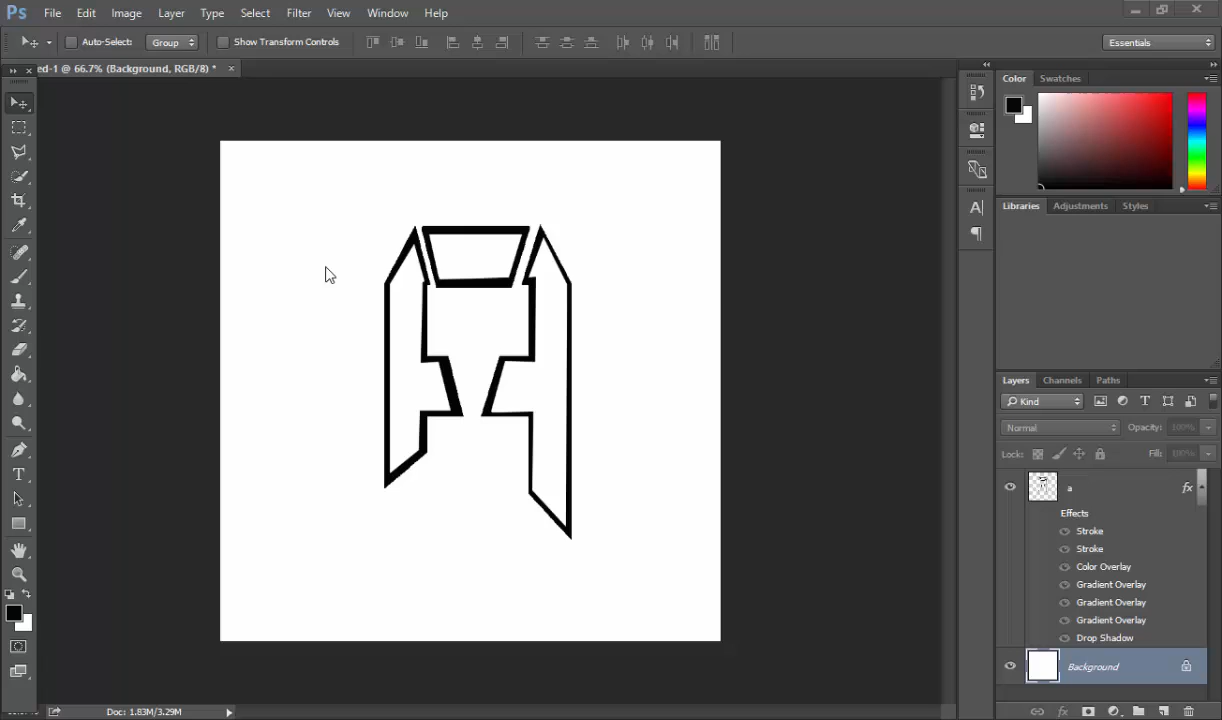 Ps File Edit Image Layer Type Select Filter View Window Help
Auto-Select: Group Show Transform Controls Essentials
ed-1 @ 66.7% (Background, RGB/8) *
Color Swatches
Libraries Adjustments Styles
Layers Channels Paths
Kind
Normal Opacity: 100%
Lock: Fill: 100%
a fx
Effects
Stroke
Stroke
Color Overlay
Gradient Overlay
Gradient Overlay
Gradient Overlay
Drop Shadow
Background
Doc: 1.83M/3.29M